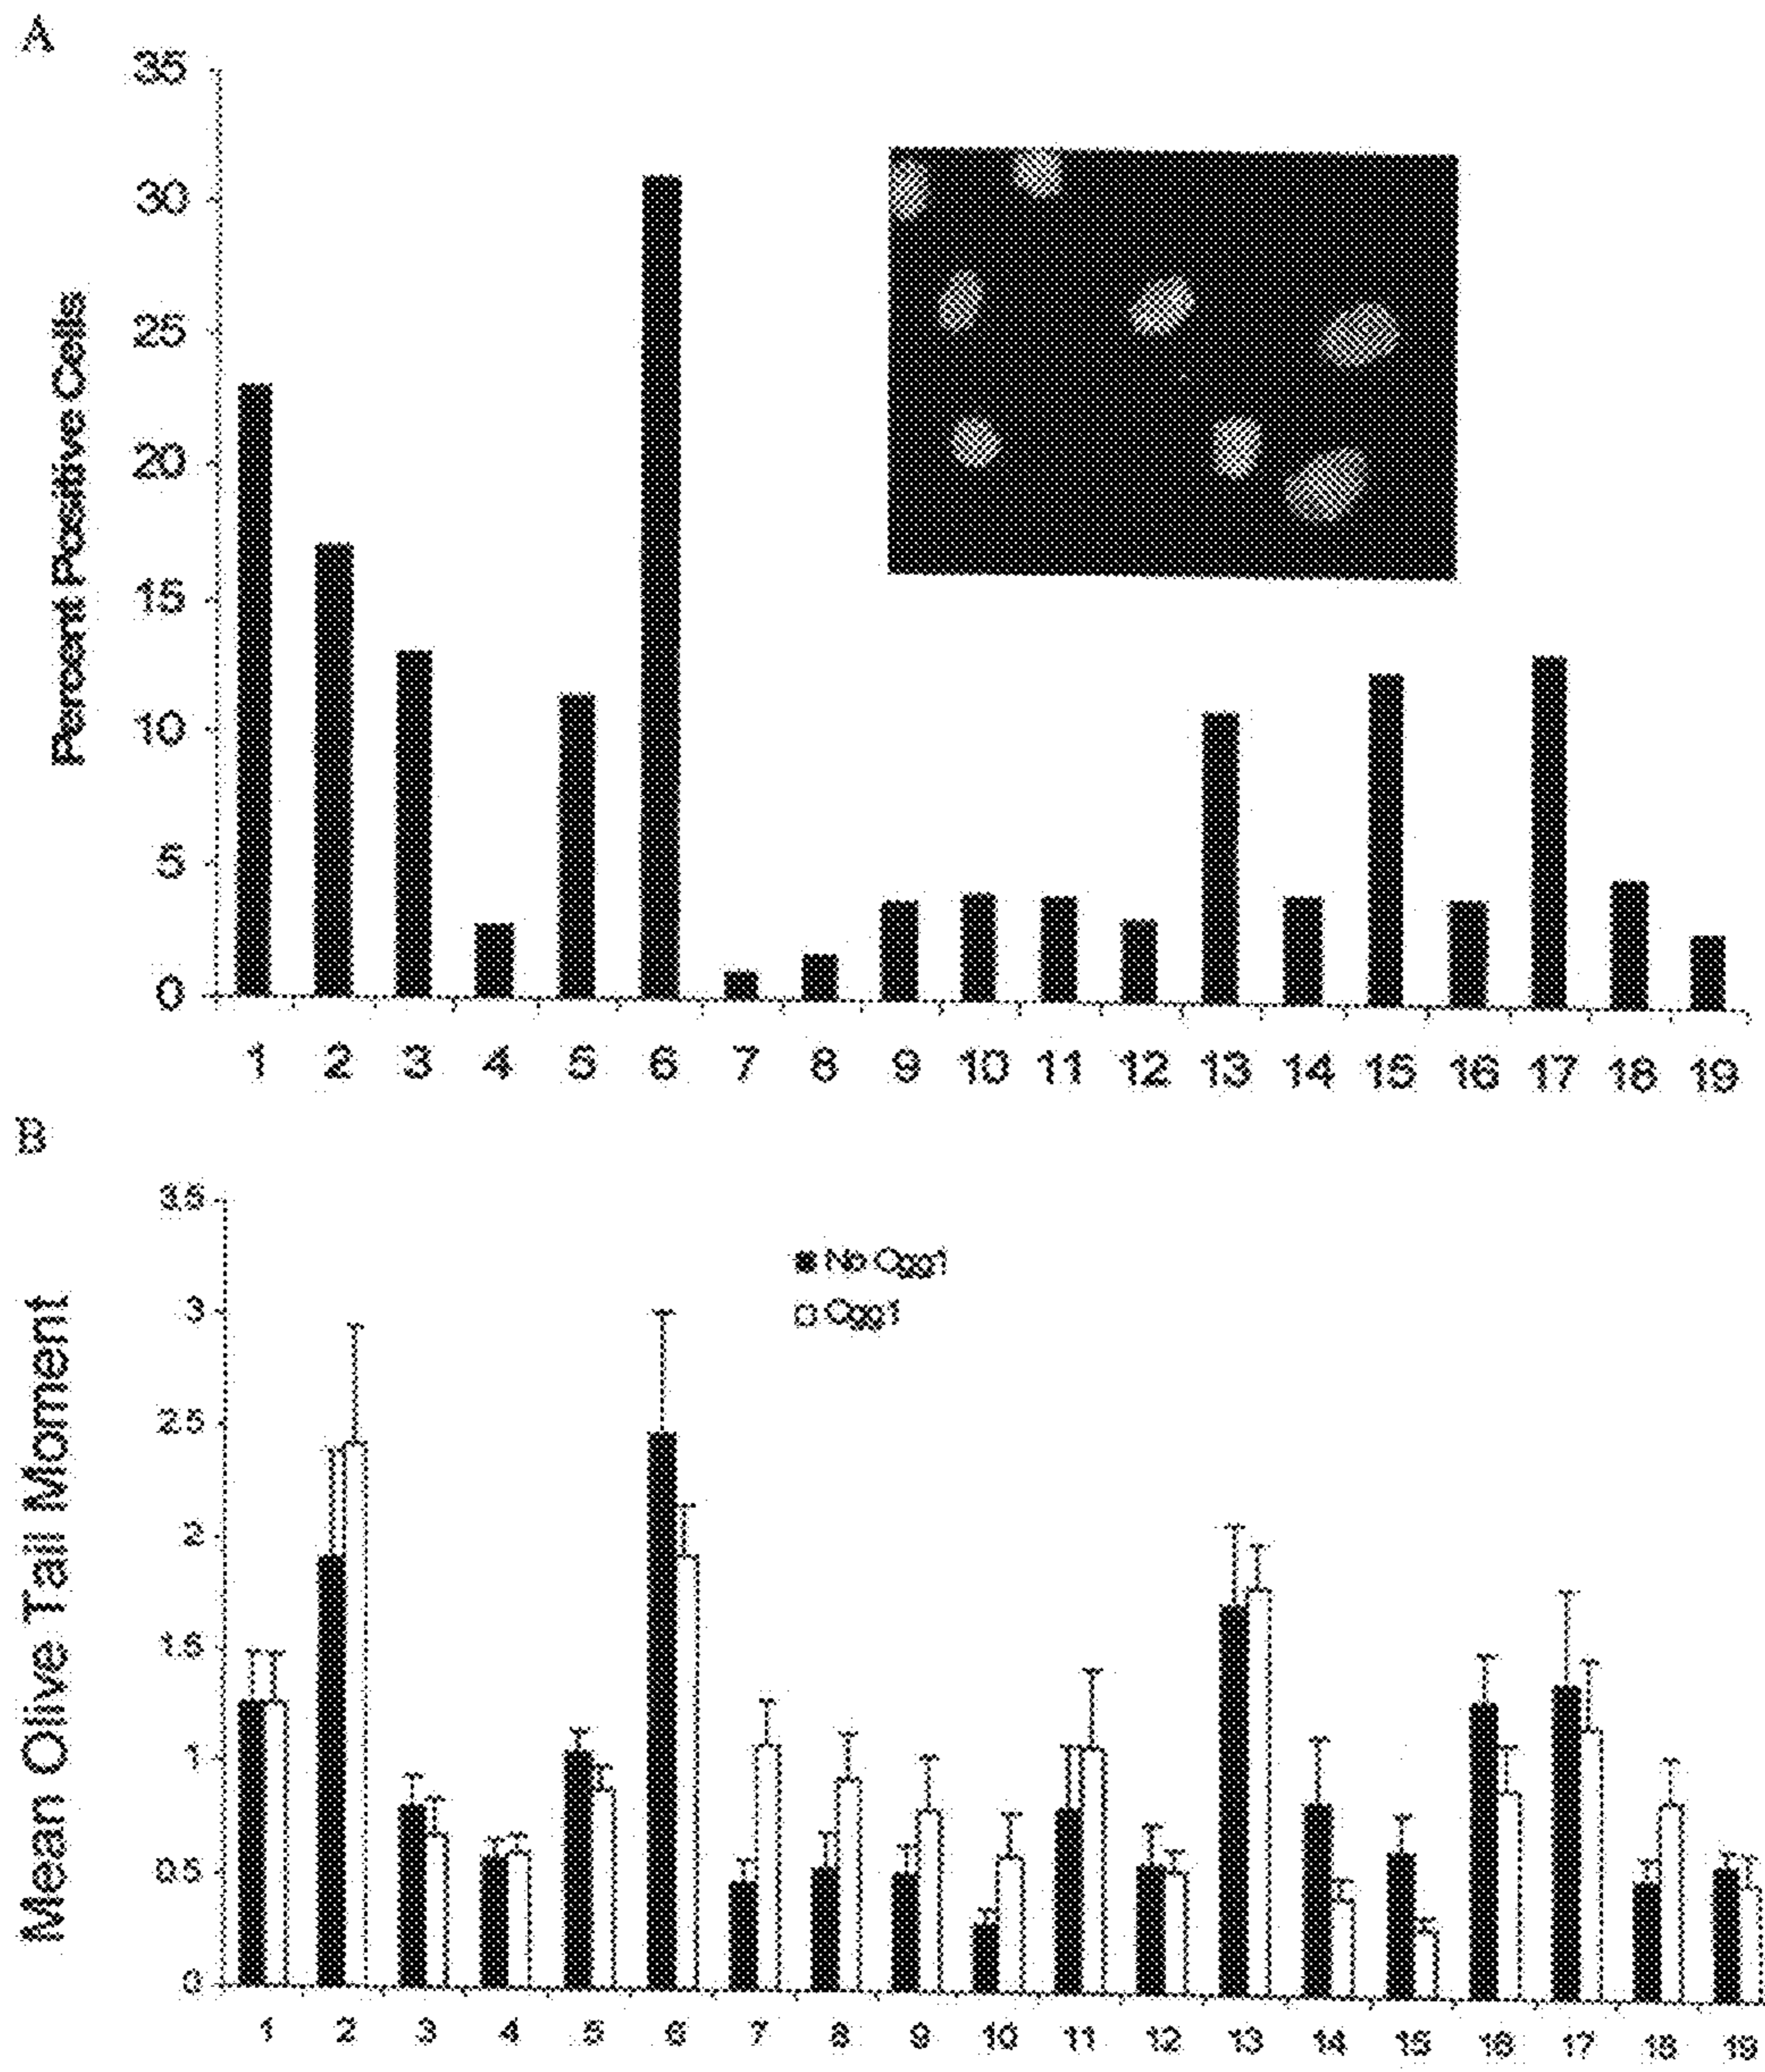 A
35
30
25
20
15
10
5
0
Percent Positive Cells
1 2 3 4 5 6 7 8 9 10 11 12 13 14 15 16 17 18 19
B
3.5
3
2.5
2
1.5
1
0.5
0
Mean Olive Tail Moment
No Ogg1
Ogg1
1 2 3 4 5 6 7 8 9 10 11 12 13 14 15 16 17 18 19